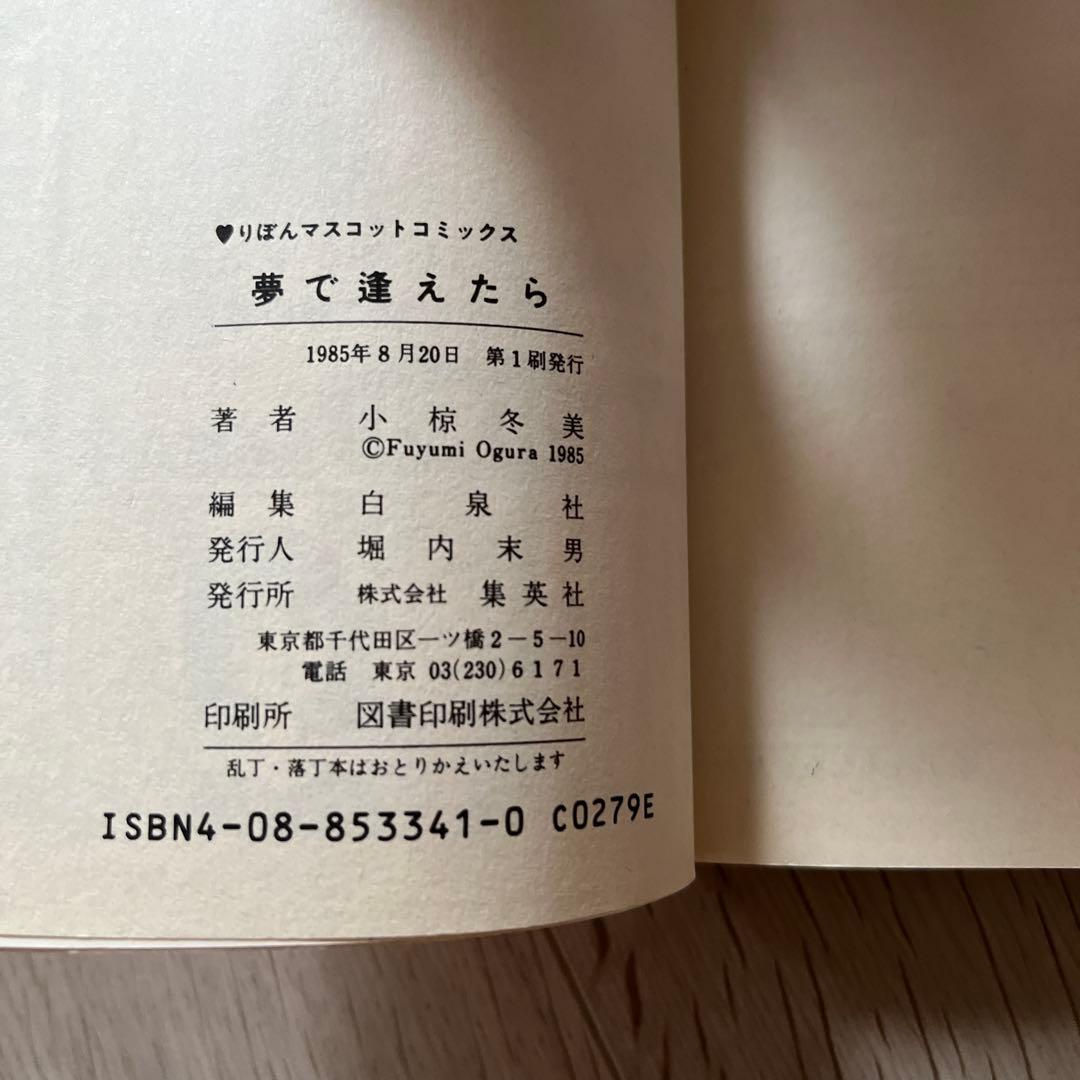 ♥りぼんマスコットコミックス
夢で逢えたら
1985年8月20日 第1刷発行
著者 小椋冬美
©Fuyumi Ogura 1985
編集 白泉社
発行人 堀内末男
発行所 株式会社 集英社
東京都千代田区一ツ橋2-5-10
電話 東京 03(230)6171
印刷所 図書印刷株式会社
乱丁・落丁本はおとりかえいたします
ISBN4-08-853341-0 C0279E